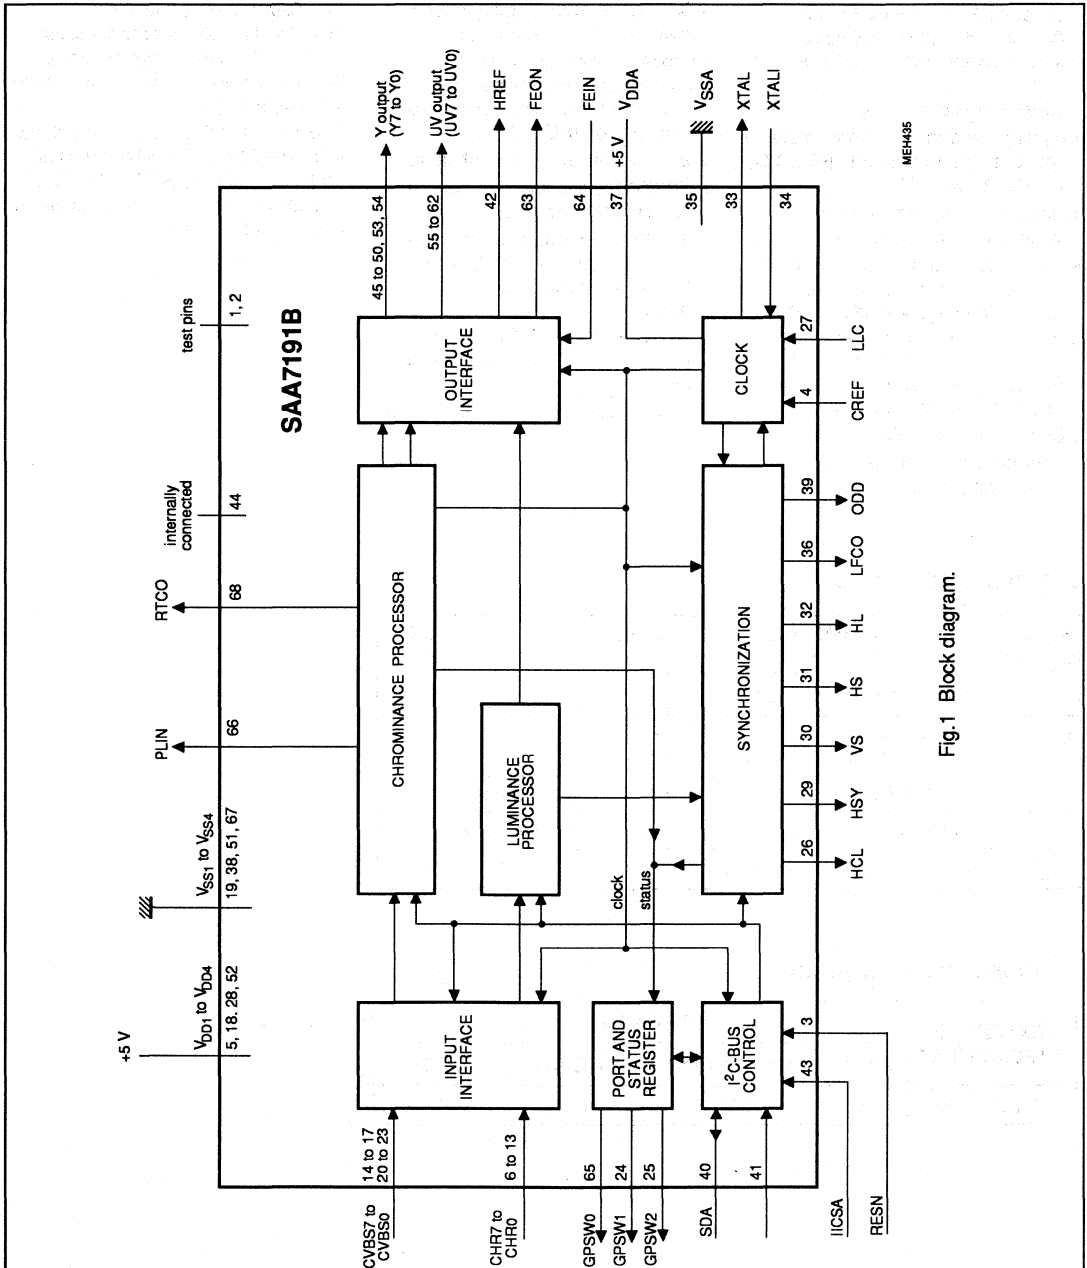 +5 V
VDD1 to VDD4
5, 18. 28, 52
VSS1 to VSS4
19, 38, 51, 67
PLIN
66
RTCO
68
internally
connected
44
test pins
1, 2
SAA7191B
CVBS7 to
CVBS0
14 to 17
20 to 23
CHR7 to
CHR0
6 to 13
INPUT
INTERFACE
CHROMINANCE PROCESSOR
LUMINANCE
PROCESSOR
OUTPUT
INTERFACE
45 to 50, 53, 54
Y output
(Y7 to Y0)
55 to 62
UV output
(UV7 to UV0)
42
HREF
63
FEON
64
FEIN
37
+5 V
VDDA
35
VSSA
33
XTAL
34
XTALI
GPSW0
65
GPSW1
24
GPSW2
25
PORT AND
STATUS
REGISTER
clock
status
SDA
40
41
I²C-BUS
CONTROL
SYNCHRONIZATION
CLOCK
43
3
IICSA
RESN
26
HCL
29
HSY
30
VS
31
HS
32
HL
36
LFCO
39
ODD
4
CREF
27
LLC
MEH435
Fig.1 Block diagram.